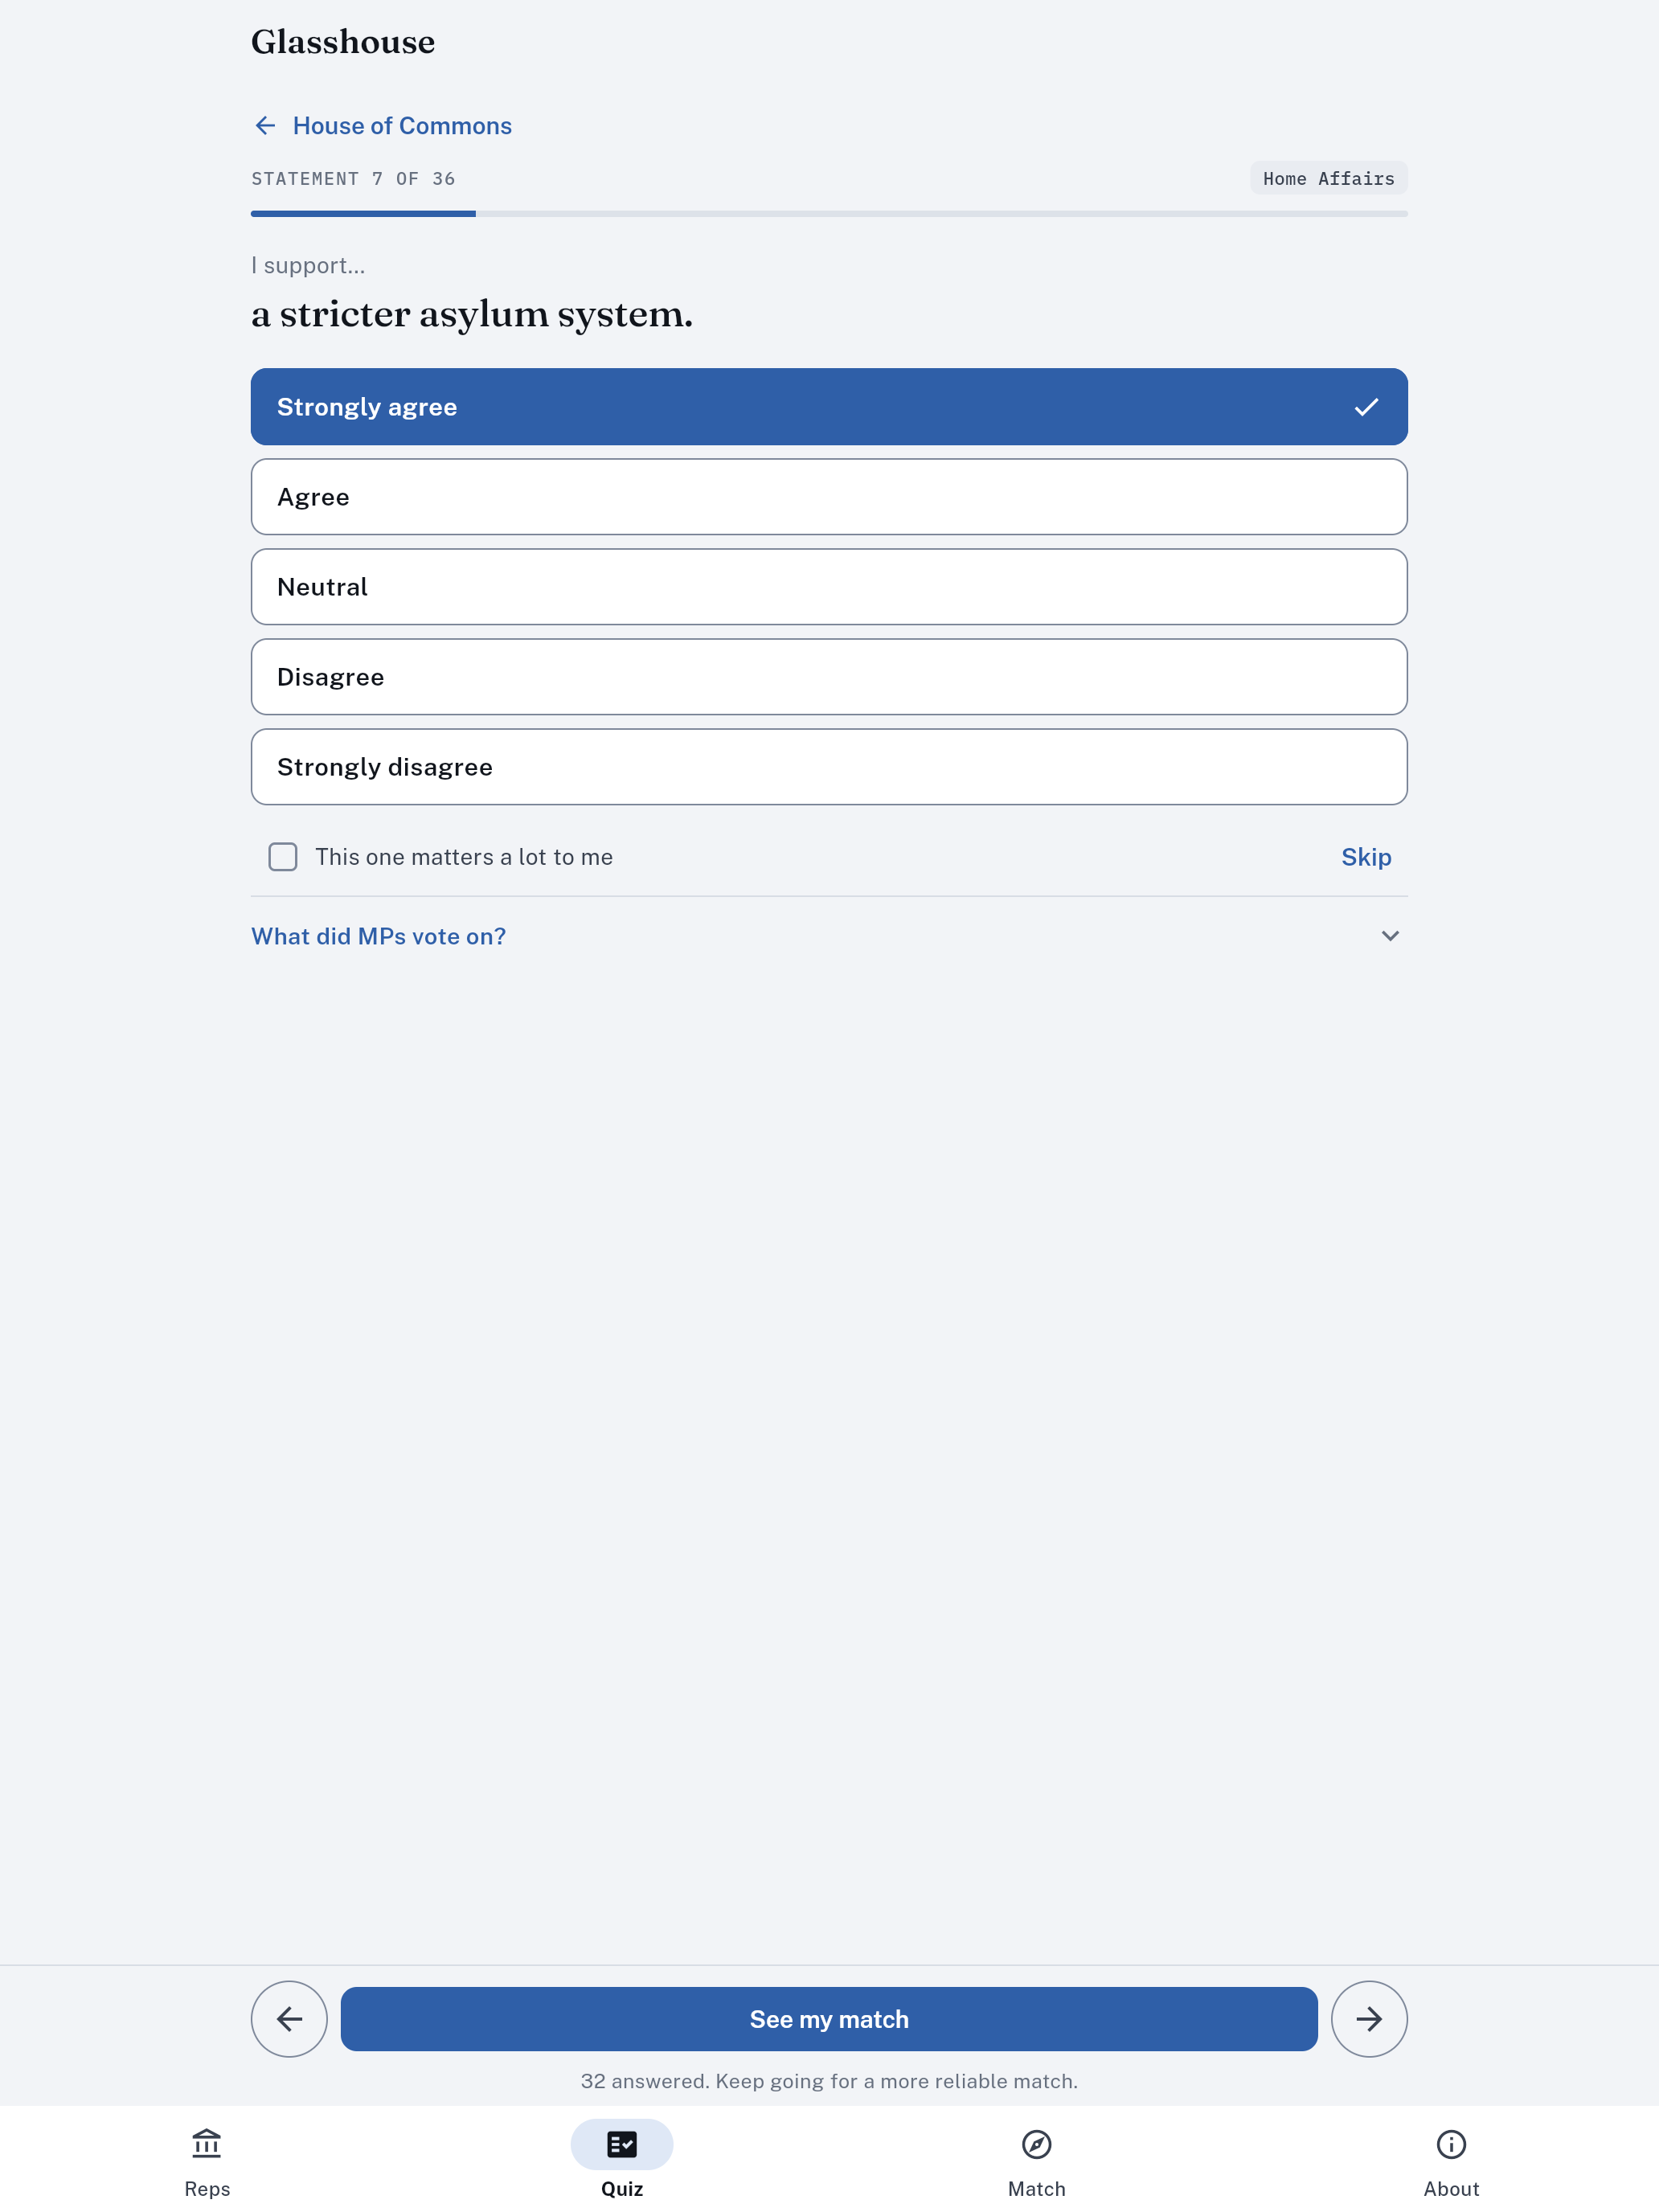 Glasshouse
House of Commons
STATEMENT 7 OF 36
Home Affairs
I support...
a stricter asylum system.
Strongly agree
Agree
Neutral
Disagree
Strongly disagree
This one matters a lot to me
Skip
What did MPs vote on?
See my match
32 answered. Keep going for a more reliable match.
Reps
Quiz
Match
About